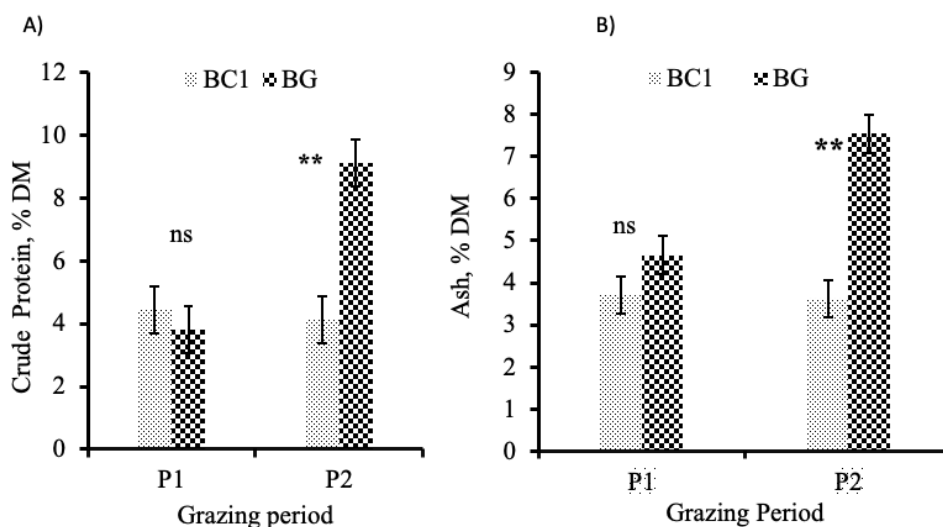 A)
BC1 BG
Crude Protein, % DM
12
10
8
6
4
2
0
ns
**
P1 P2
Grazing period
B)
BC1 BG
Ash, % DM
9
8
7
6
5
4
3
2
1
0
ns
**
P1 P2
Grazing Period